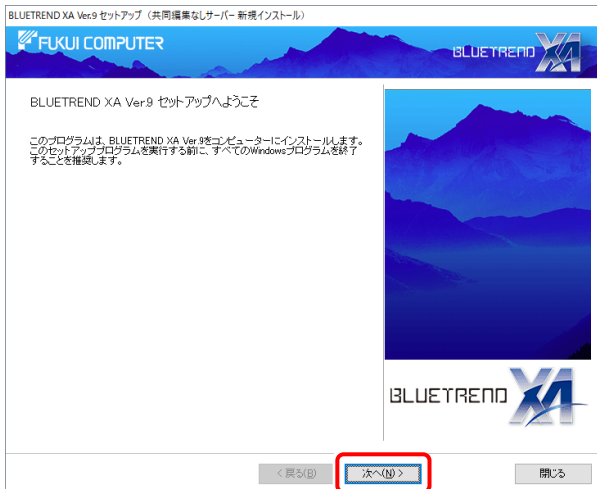 BLUETREND XA Ver.9 セットアップ（共同編集なしサーバー 新規インストール）
FUKUI COMPUTER
BLUETREND XA
BLUETREND XA Ver.9 セットアップへようこそ
このプログラムは、BLUETREND XA Ver.9をコンピューターにインストールします。
このセットアッププログラムを実行する前に、すべてのWindowsプログラムを終了
することを推奨します。
BLUETREND XA
< 戻る(B)
次へ(N) >
閉じる